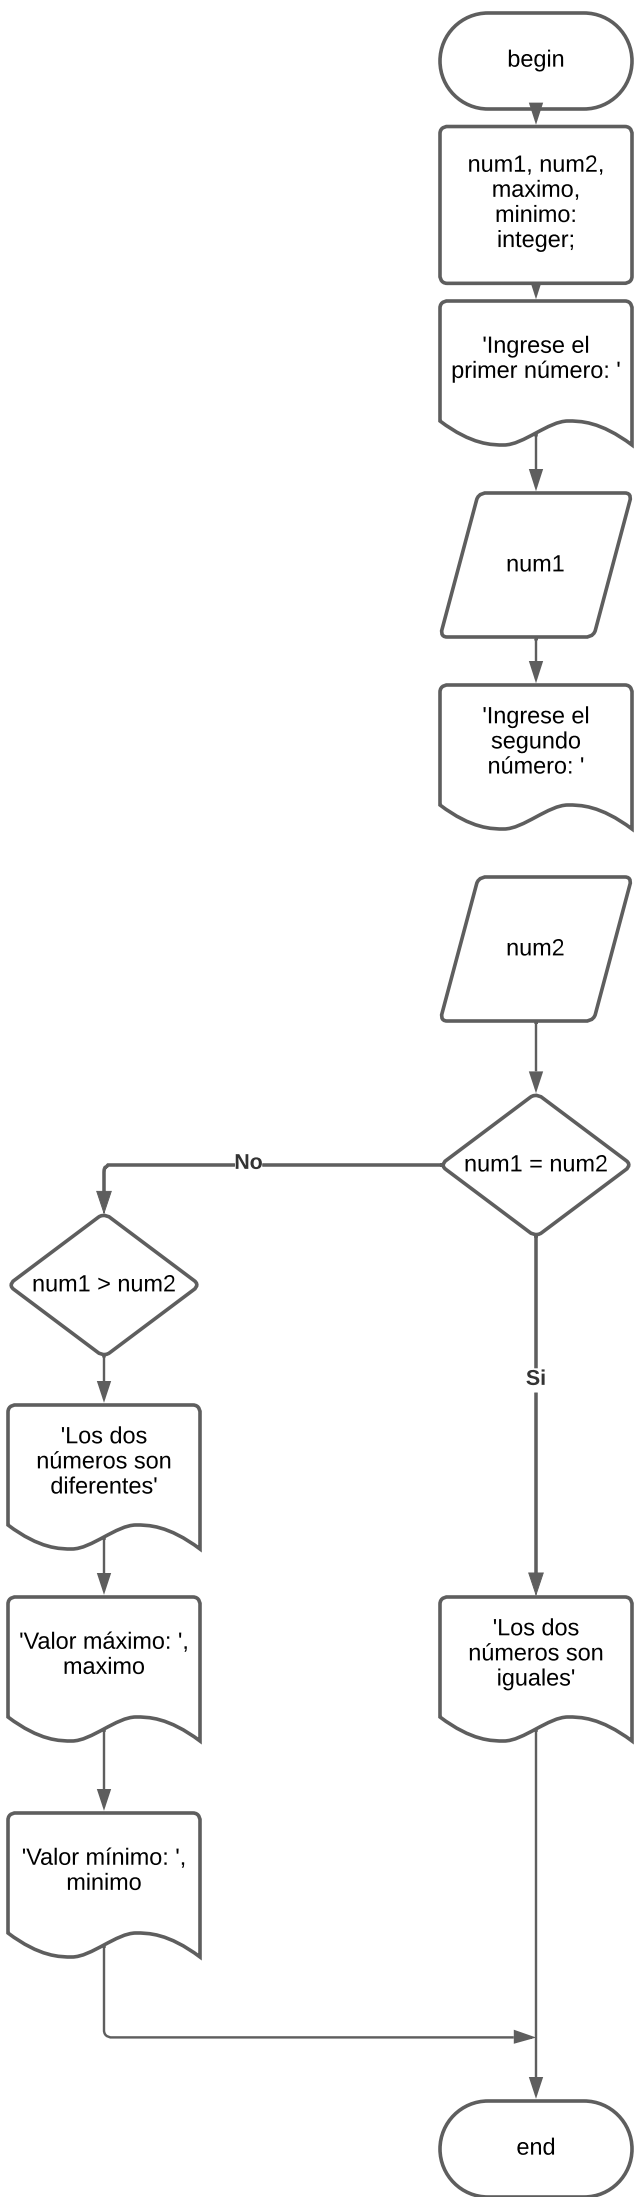 begin
num1, num2,
maximo,
minimo:
integer;
'Ingrese el
primer número: '
num1
'Ingrese el
segundo
número: '
num2
num1 = num2
No
num1 > num2
Si
'Los dos
números son
diferentes'
'Valor máximo: ',
maximo
'Los dos
números son
iguales'
'Valor mínimo: ',
minimo
end